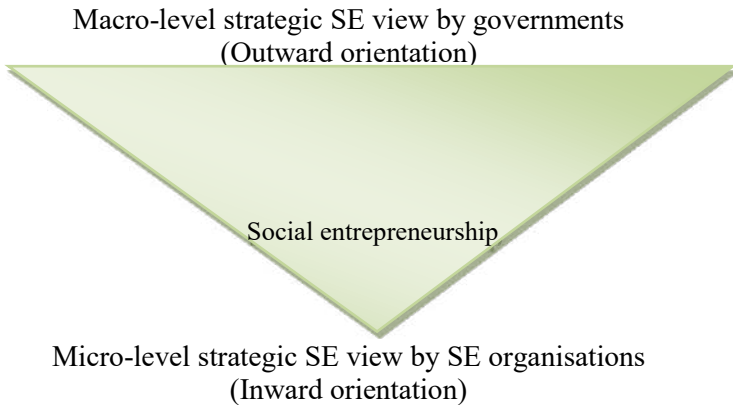 Macro-level strategic SE view by governments
(Outward orientation)
Social entrepreneurship
Micro-level strategic SE view by SE organisations
(Inward orientation)